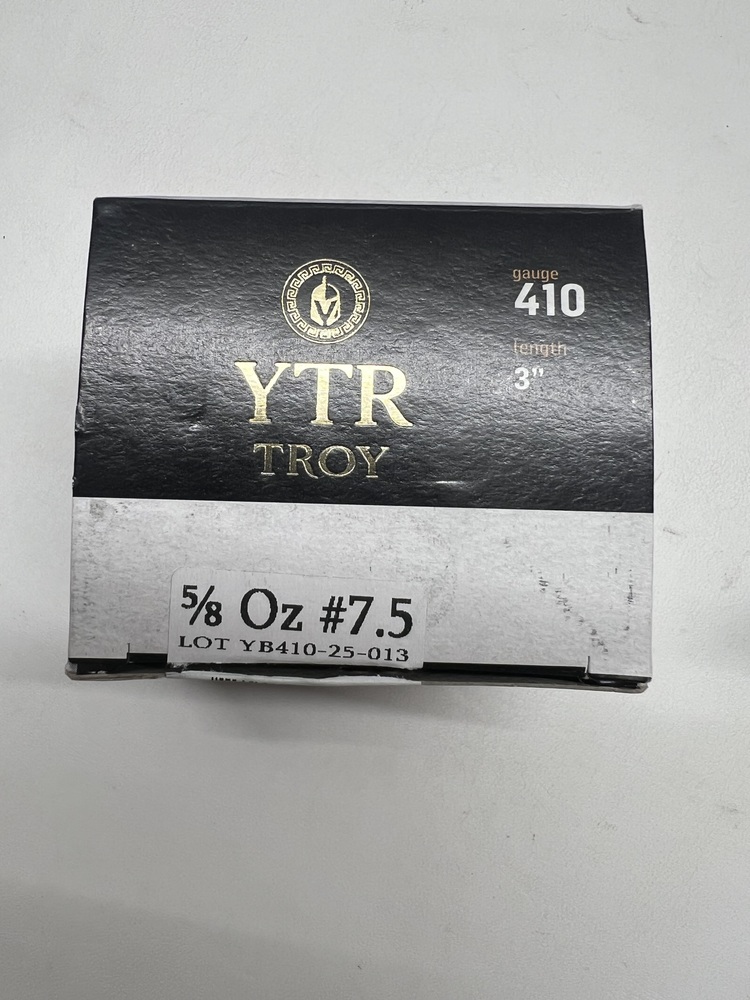 gauge
410
length
3"
YTR
TROY
5/8 Oz #7.5
LOT YB410-25-013